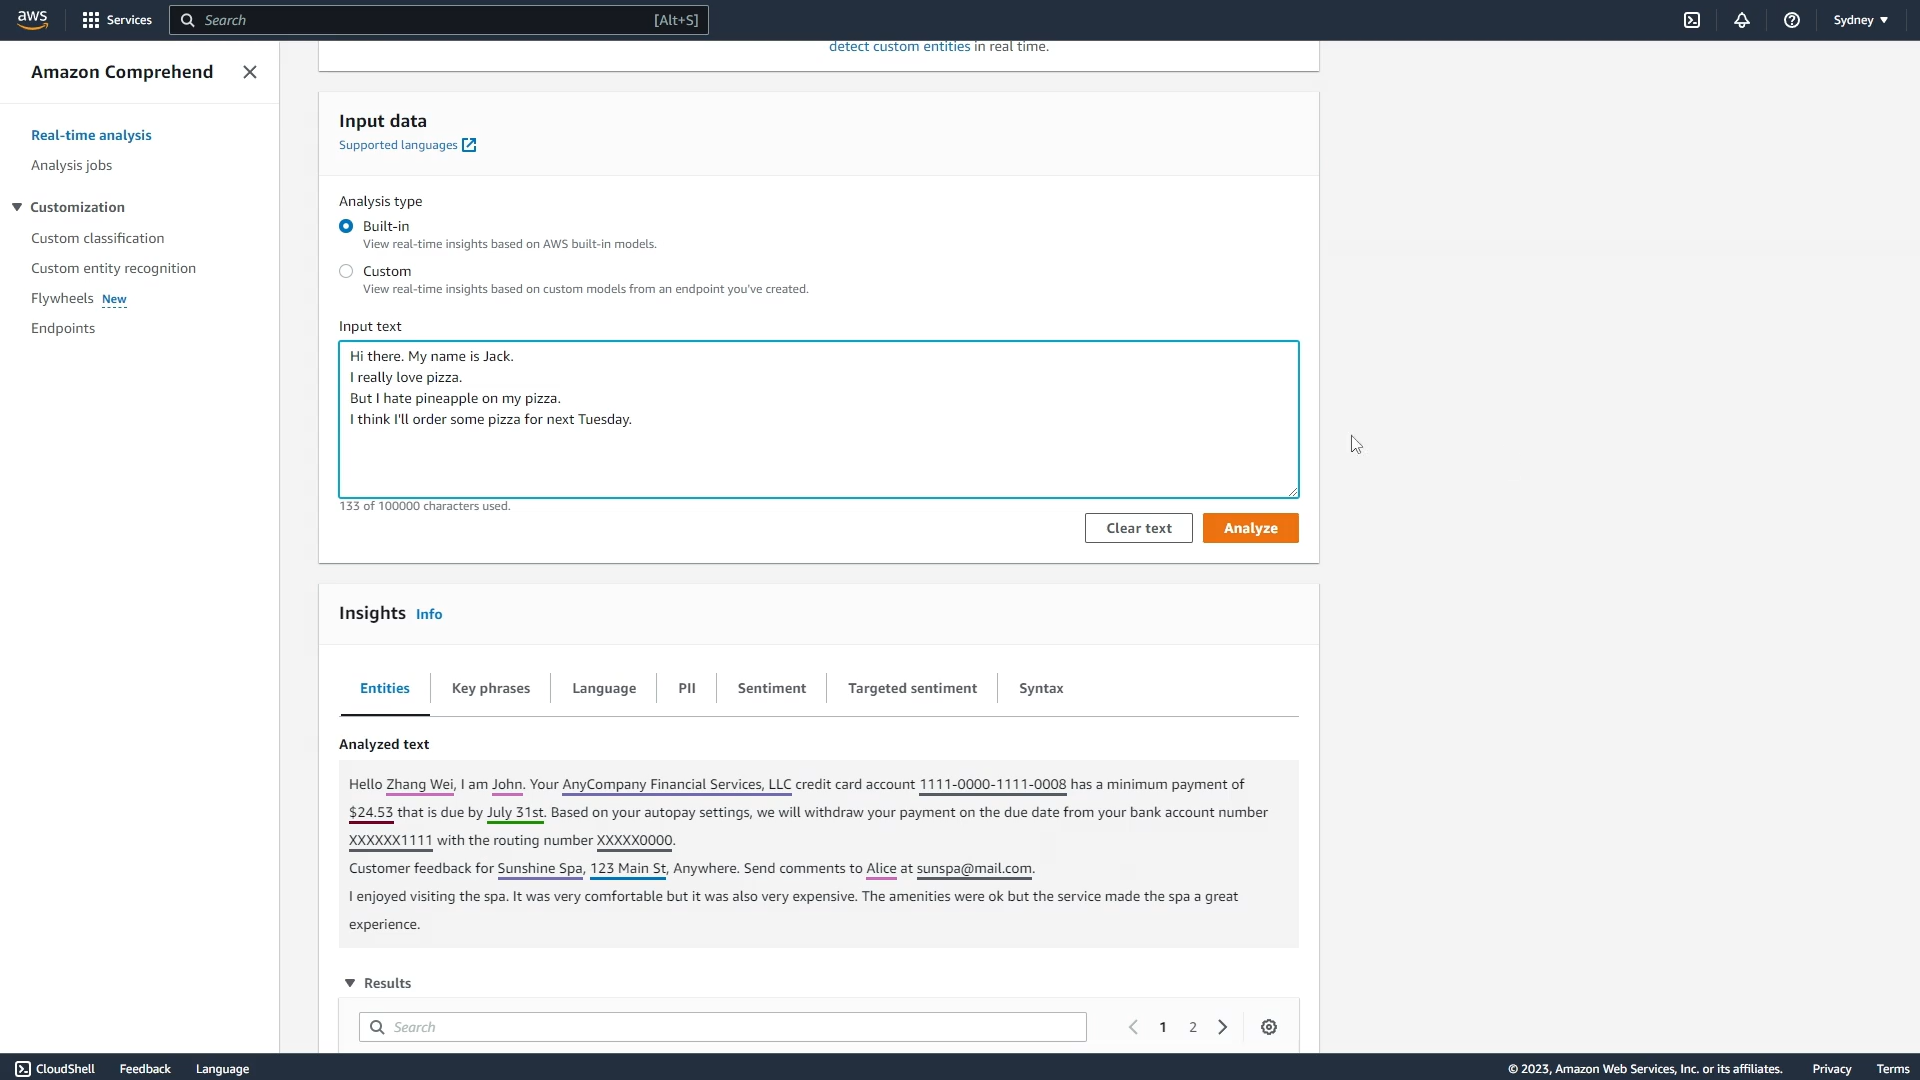 aws
Services
Search
[Alt+S]
Sydney
Amazon Comprehend
Real-time analysis
Analysis jobs
Customization
Custom classification
Custom entity recognition
Flywheels New
Endpoints
detect custom entities in real time.
Input data
Supported languages
Analysis type
Built-in
View real-time insights based on AWS built-in models.
Custom
View real-time insights based on custom models from an endpoint you've created.
Input text
Hi there. My name is Jack.
I really love pizza.
But I hate pineapple on my pizza.
I think I'll order some pizza for next Tuesday.
133 of 100000 characters used.
Clear text
Analyze
Insights Info
Entities
Key phrases
Language
PII
Sentiment
Targeted sentiment
Syntax
Analyzed text
Hello Zhang Wei, I am John. Your AnyCompany Financial Services, LLC credit card account 1111-0000-1111-0008 has a minimum payment of
$24.53 that is due by July 31st. Based on your autopay settings, we will withdraw your payment on the due date from your bank account number
XXXXXX1111 with the routing number XXXXX0000.
Customer feedback for Sunshine Spa, 123 Main St, Anywhere. Send comments to Alice at sunspa@mail.com.
I enjoyed visiting the spa. It was very comfortable but it was also very expensive. The amenities were ok but the service made the spa a great
experience.
Results
Search
1
2
CloudShell
Feedback
Language
© 2023, Amazon Web Services, Inc. or its affiliates.
Privacy
Terms